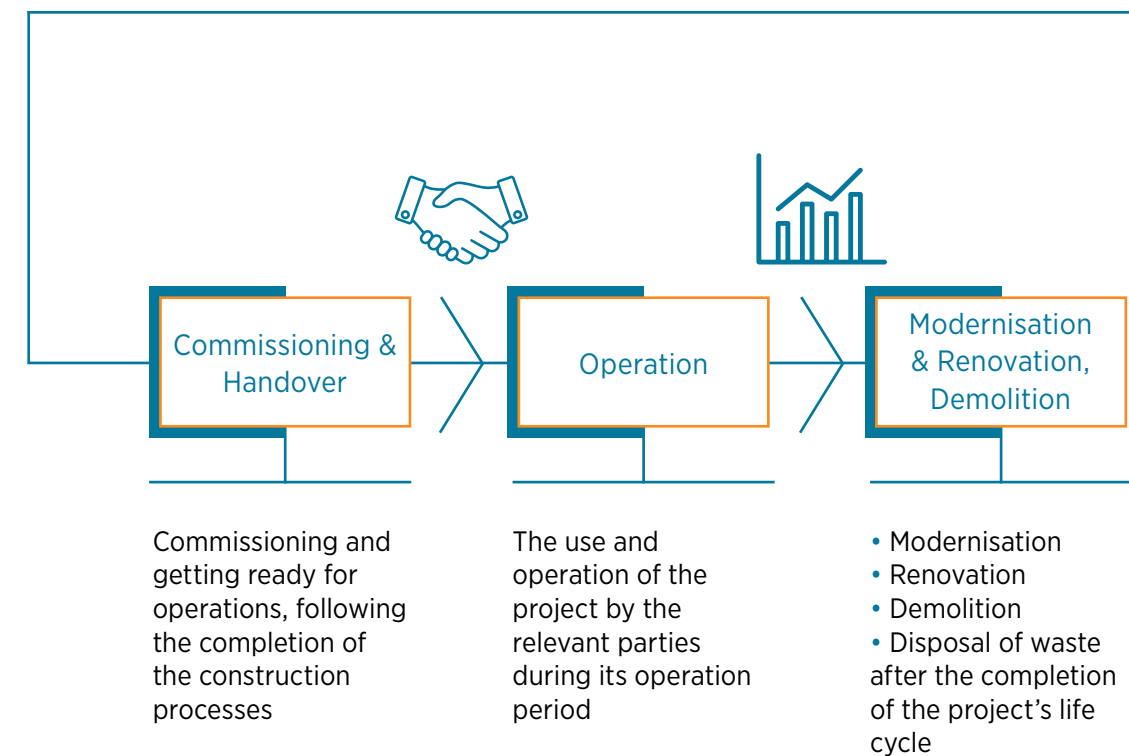 Commissioning &
Handover
Operation
Modernisation
& Renovation,
Demolition
Commissioning and
getting ready for
operations, following
the completion of
the construction
processes
The use and
operation of the
project by the
relevant parties
during its operation
period
• Modernisation
• Renovation
• Demolition
• Disposal of waste
after the completion
of the project’s life
cycle